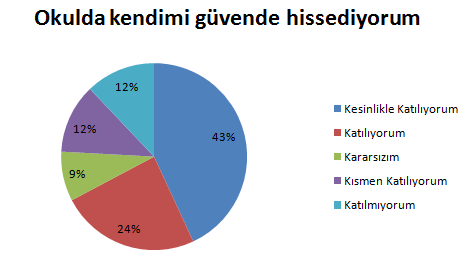 Okulda kendimi güvende hissediyorum
12%
43%
12%
9%
24%
Kesinlikle Katılıyorum
Katılıyorum
Kararsızım
Kısmen Katılıyorum
Katılmıyorum